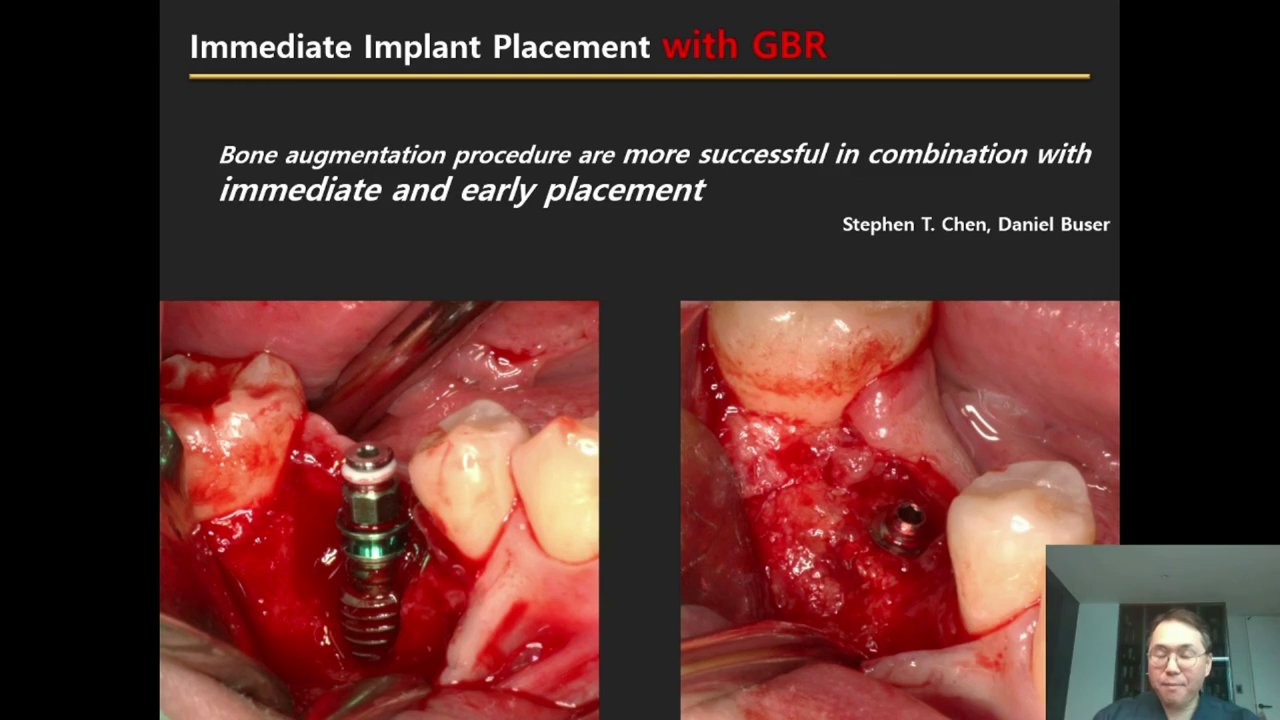 Immediate Implant Placement with GBR
Bone augmentation procedure are more successful in combination with
immediate and early placement
Stephen T. Chen, Daniel Buser